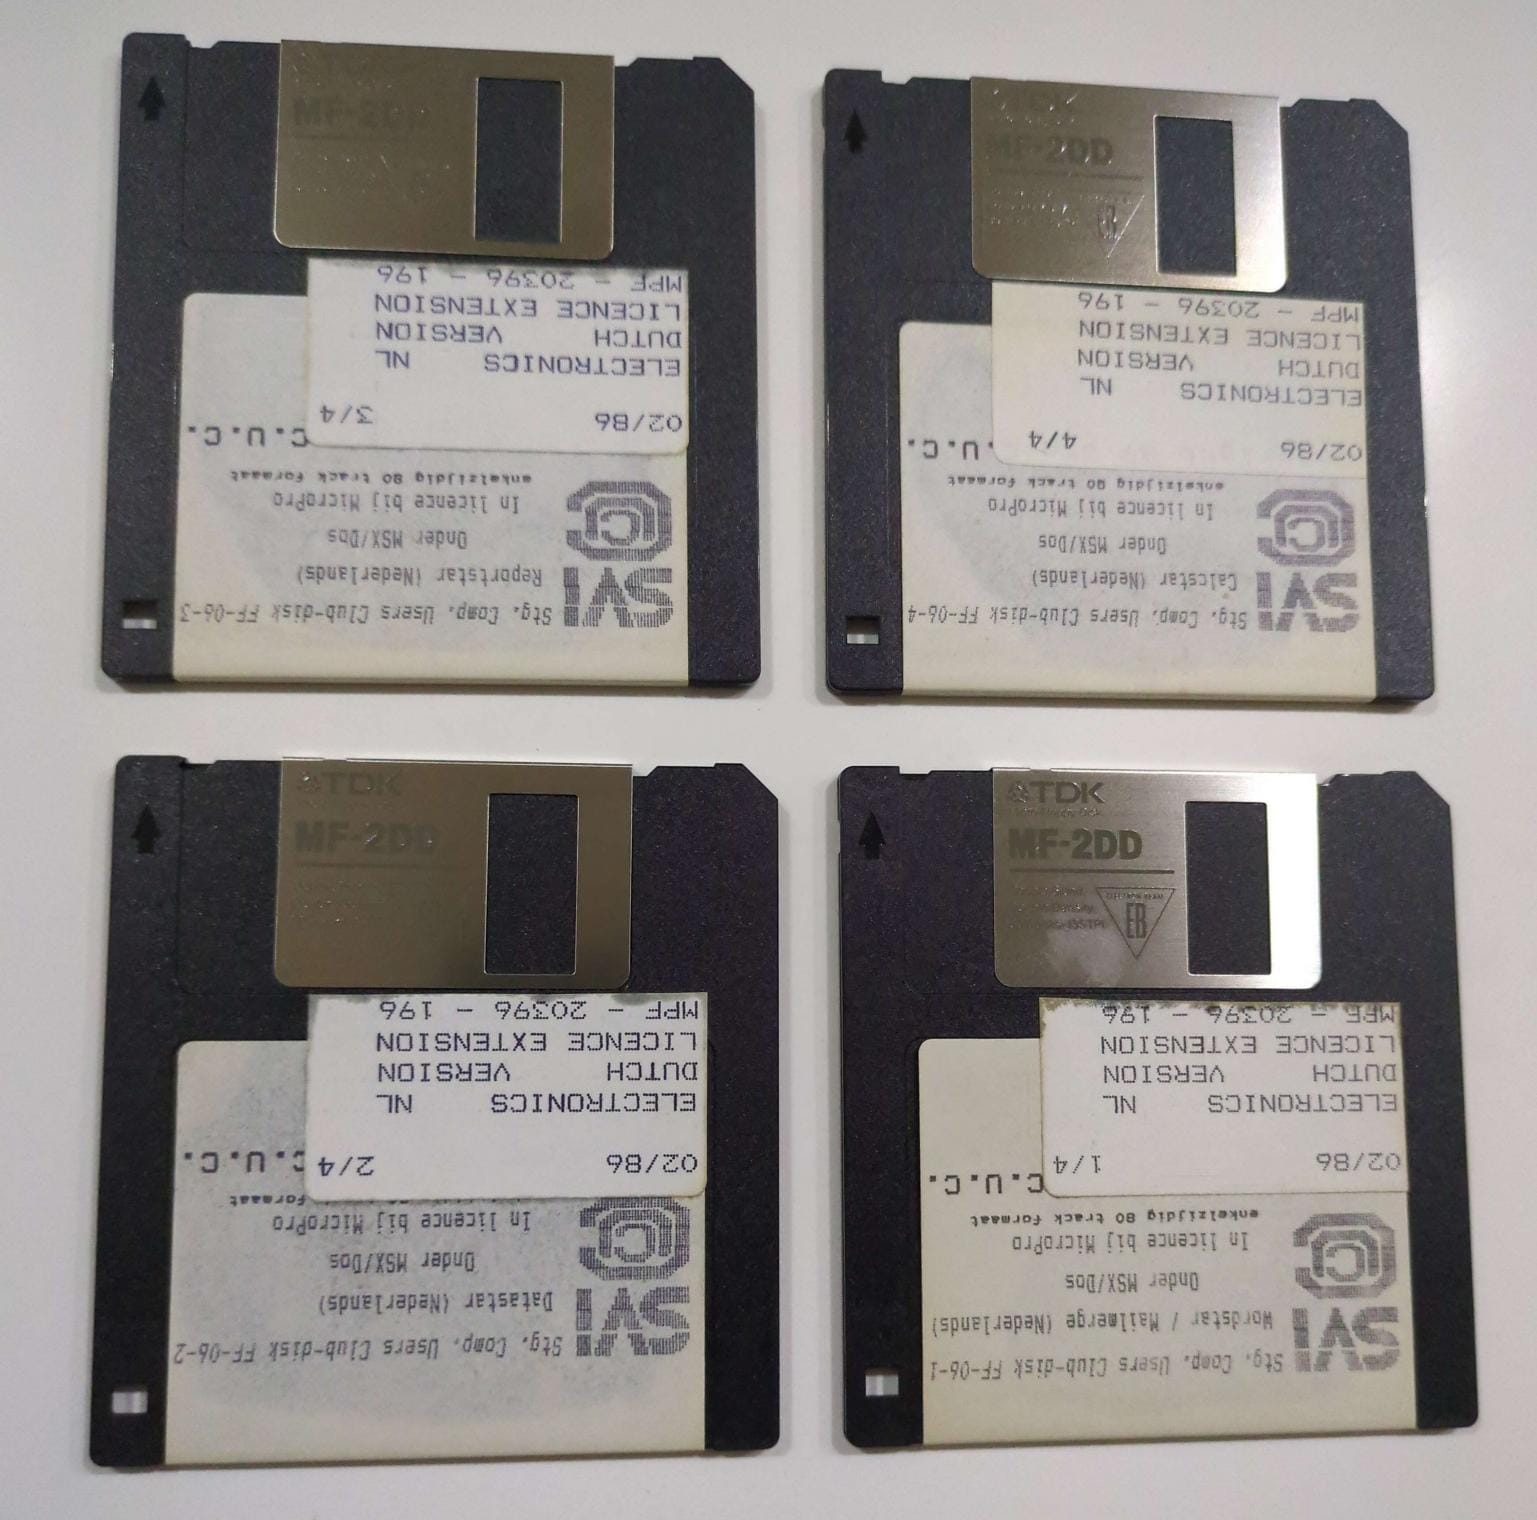 MF-2DD
MPF - 20396 - 196
LICENCE EXTENSION
DUTCH VERSION
ELECTRONICS NL
02/86 3/4
C.U.C.
enkelzijdig 80 track formaat
In licence bij MicroPro
Onder MSX/Dos
Reportstar (Nederlands)
Stg. Comp. Users Club-disk FF-06-3
SVI
TDK
MF-2DD
EB
MPF - 20396 - 196
LICENCE EXTENSION
DUTCH VERSION
ELECTRONICS NL
02/86 4/4
.U.C.
enkelzijdig 80 track formaat
In licence bij MicroPro
Onder MSX/Dos
Calcstar (Nederlands)
Stg. Comp. Users Club-disk FF-06-4
SVI
TDK
MF-2DD
MPF - 20396 - 196
LICENCE EXTENSION
DUTCH VERSION
ELECTRONICS NL
02/86 2/4
C.U.C.
formaat
In licence bij MicroPro
Onder MSX/Dos
Datastar (Nederlands)
Stg. Comp. Users Club-disk FF-06-2
SVI
TDK
MF-2DD
EB
MPF - 20396 - 196
LICENCE EXTENSION
DUTCH VERSION
ELECTRONICS NL
02/86 1/4
C.U.C.
enkelzijdig 80 track formaat
In licence bij MicroPro
Onder MSX/Dos
Wordstar / Mailmerge (Nederlands)
Stg. Comp. Users Club-disk FF-06-1
SVI